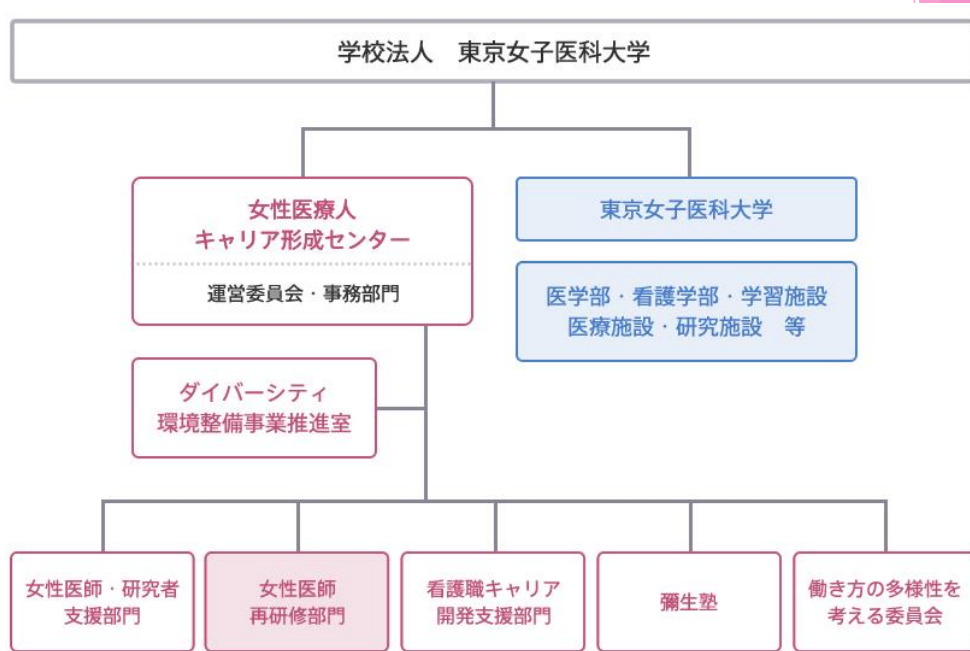 学校法人　東京女子医科大学
女性医療人
キャリア形成センター
運営委員会・事務部門
東京女子医科大学
医学部・看護学部・学習施設
医療施設・研究施設　等
ダイバーシティ
環境整備事業推進室
女性医師・研究者
支援部門
女性医師
再研修部門
看護職キャリア
開発支援部門
彌生塾
働き方の多様性を
考える委員会